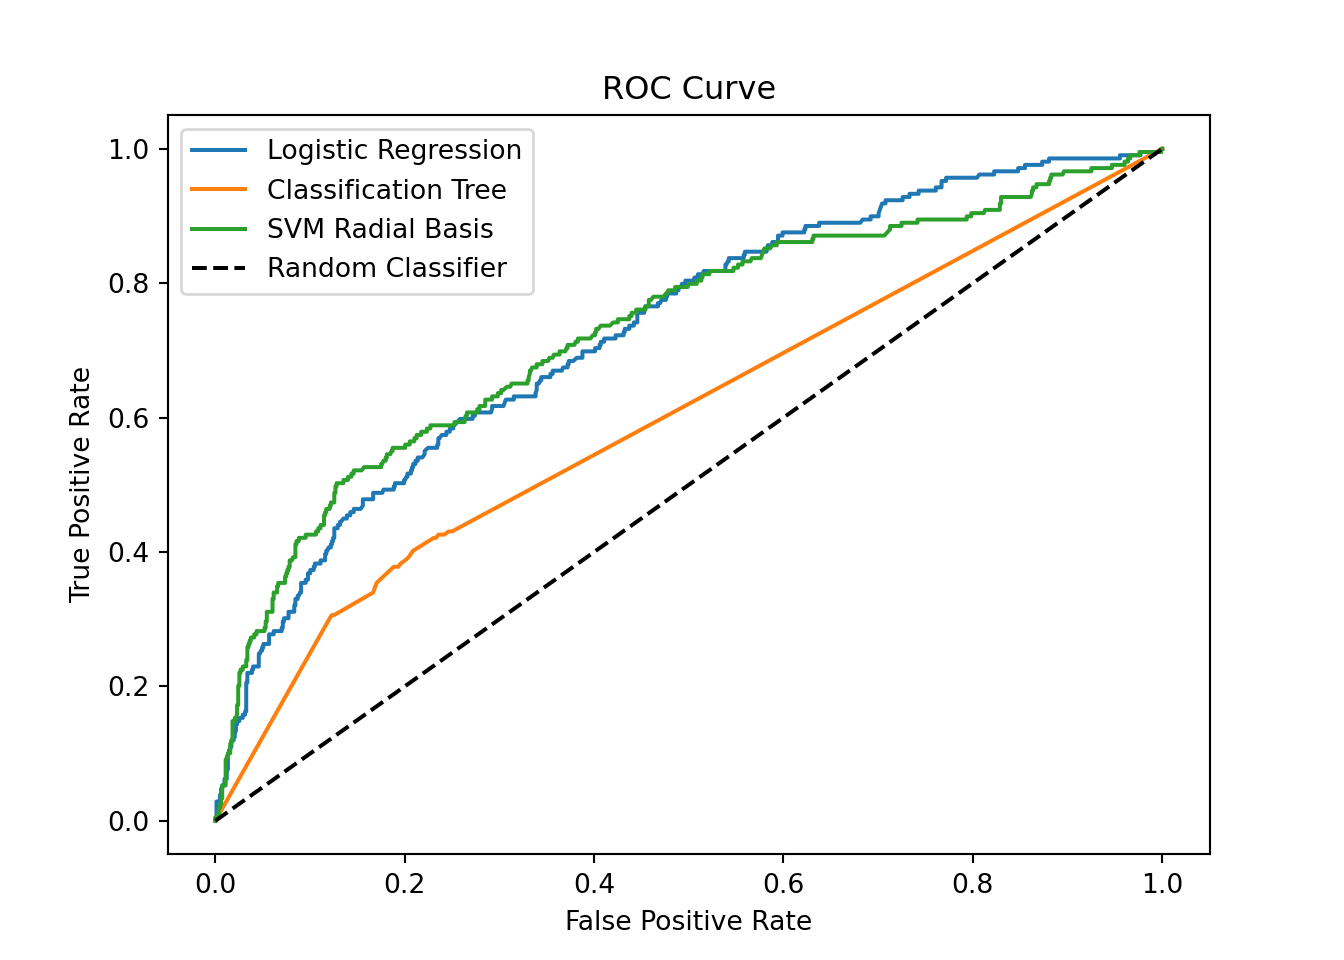 ROC Curve
Logistic Regression
Classification Tree
SVM Radial Basis
Random Classifier
True Positive Rate
1.0
0.8
0.6
0.4
0.2
0.0
0.0 0.2 0.4 0.6 0.8 1.0
False Positive Rate